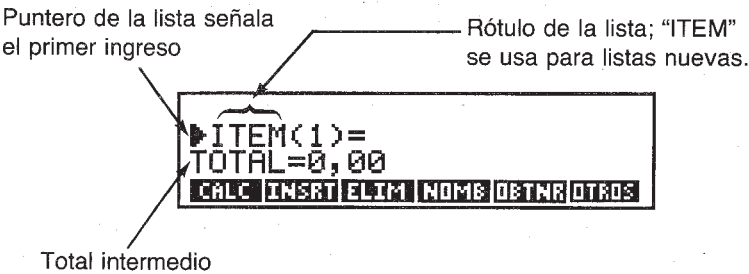 Puntero de la lista señala
el primer ingreso
Rótulo de la lista; “ITEM”
se usa para listas nuevas.
ITEM(1)=
TOTAL=0,00
CALC INSRT ELIM NOMB OBTNR OTROS
Total intermedio